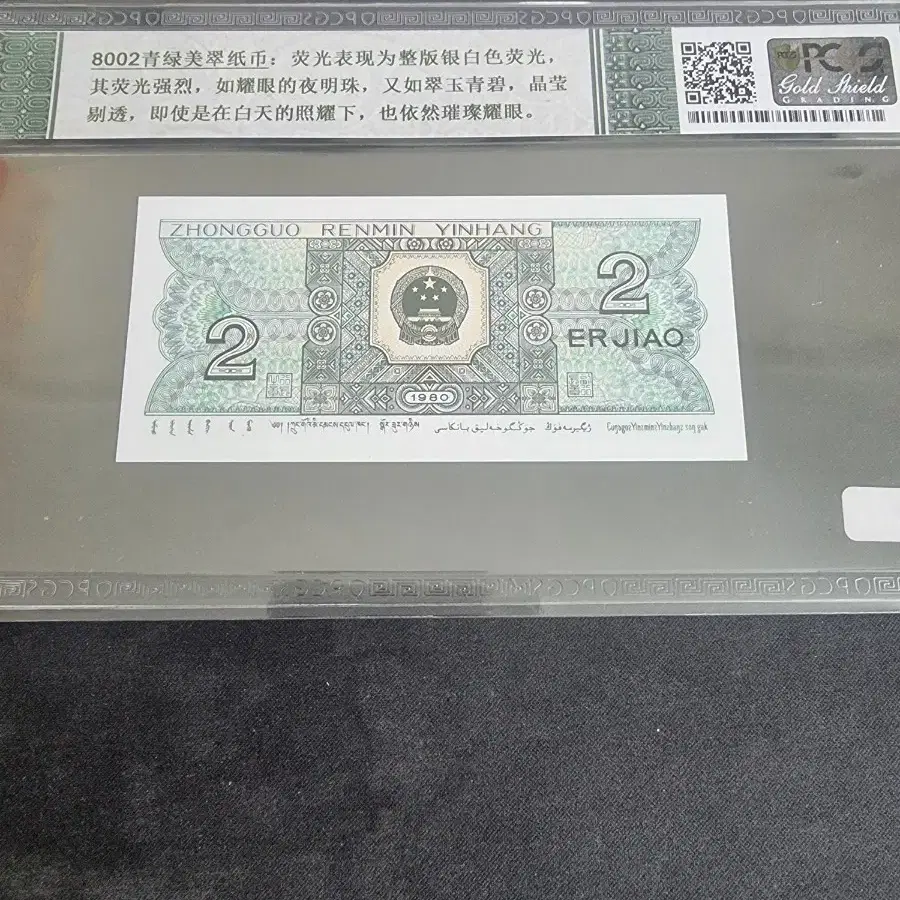 8002青绿美翠纸币：荧光表现为整版银白色荧光，
其荧光强烈，如耀眼的夜明珠，又如翠玉青碧，晶莹
剔透，即使是在白天的照耀下，也依然璀璨耀眼。
PCGS
Gold Shield
GRADING
ZHONGGUO RENMIN YINHANG
2
ERJIAO
2
1980